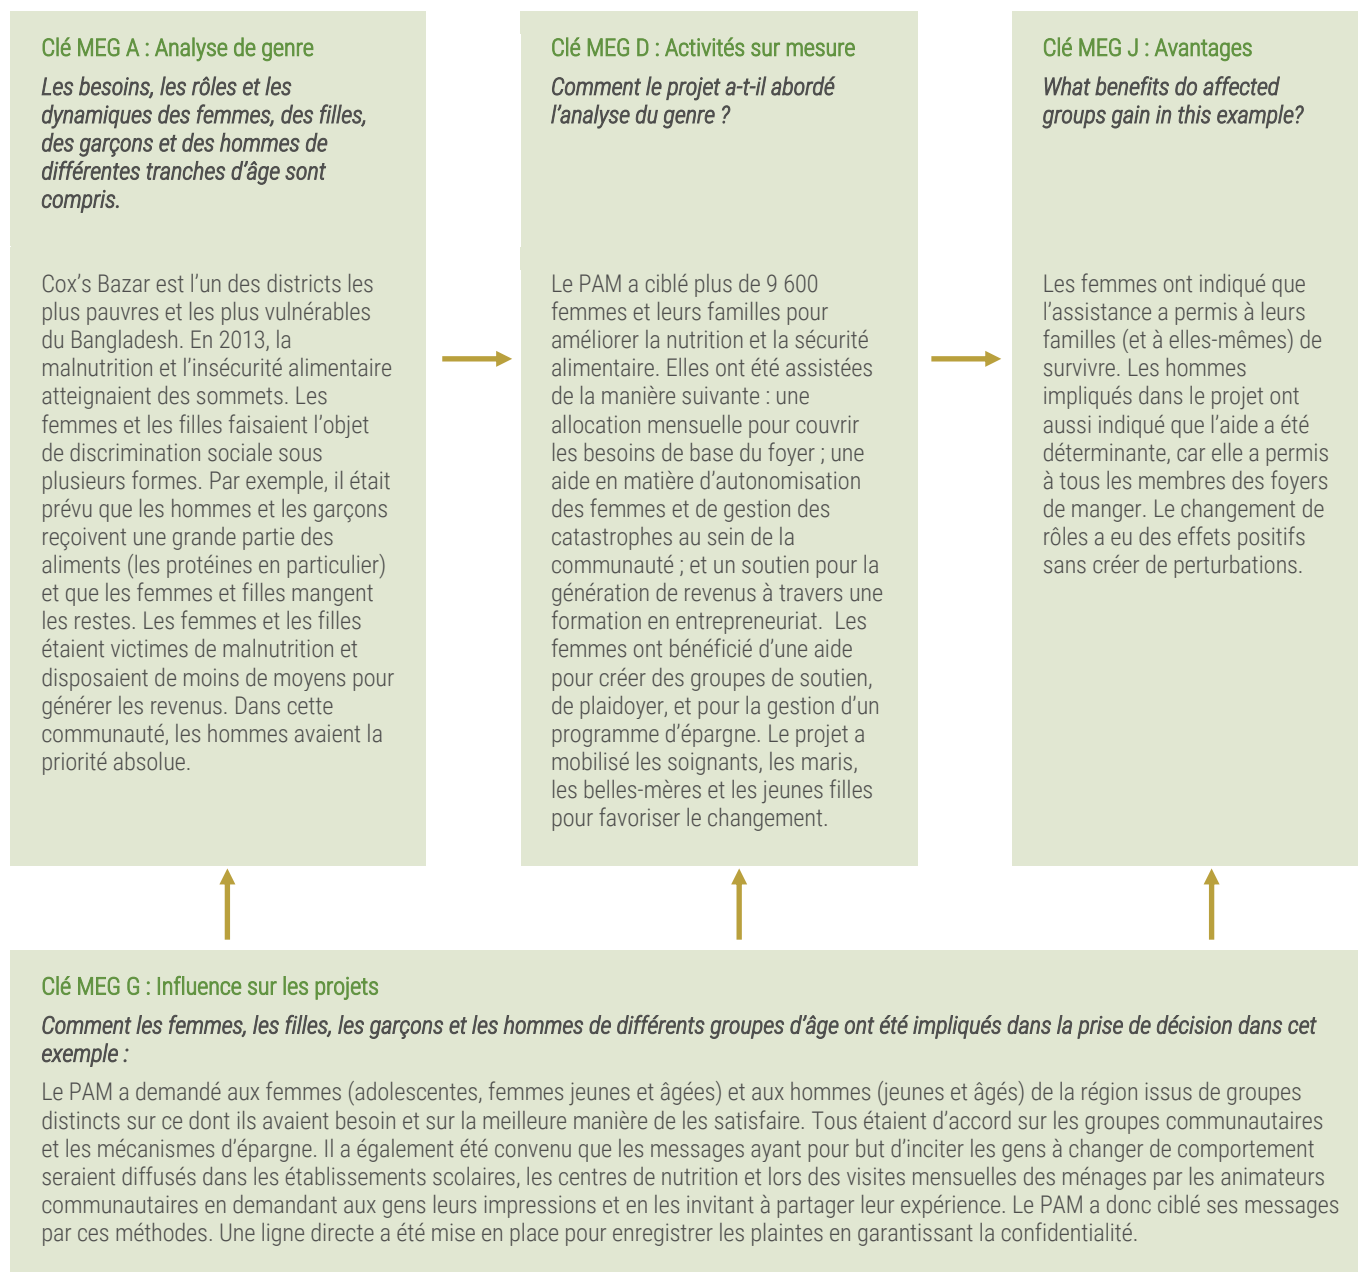 Clé MEG A : Analyse de genre
Les besoins, les rôles et les
dynamiques des femmes, des filles,
des garçons et des hommes de
différentes tranches d’âge sont
compris.
Cox’s Bazar est l’un des districts les
plus pauvres et les plus vulnérables
du Bangladesh. En 2013, la
malnutrition et l’insécurité alimentaire
atteignaient des sommets. Les
femmes et les filles faisaient l’objet
de discrimination sociale sous
plusieurs formes. Par exemple, il était
prévu que les hommes et les garçons
reçoivent une grande partie des
aliments (les protéines en particulier)
et que les femmes et filles mangent
les restes. Les femmes et les filles
étaient victimes de malnutrition et
disposaient de moins de moyens pour
générer les revenus. Dans cette
communauté, les hommes avaient la
priorité absolue.
Clé MEG D : Activités sur mesure
Comment le projet a-t-il abordé
l’analyse du genre ?
Le PAM a ciblé plus de 9 600
femmes et leurs familles pour
améliorer la nutrition et la sécurité
alimentaire. Elles ont été assistées
de la manière suivante : une
allocation mensuelle pour couvrir
les besoins de base du foyer ; une
aide en matière d’autonomisation
des femmes et de gestion des
catastrophes au sein de la
communauté ; et un soutien pour la
génération de revenus à travers une
formation en entrepreneuriat.  Les
femmes ont bénéficié d’une aide
pour créer des groupes de soutien,
de plaidoyer, et pour la gestion d’un
programme d’épargne. Le projet a
mobilisé les soignants, les maris,
les belles-mères et les jeunes filles
pour favoriser le changement.
Clé MEG J : Avantages
What benefits do affected
groups gain in this example?
Les femmes ont indiqué que
l’assistance a permis à leurs
familles (et à elles-mêmes) de
survivre. Les hommes
impliqués dans le projet ont
aussi indiqué que l’aide a été
déterminante, car elle a permis
à tous les membres des foyers
de manger. Le changement de
rôles a eu des effets positifs
sans créer de perturbations.
Clé MEG G : Influence sur les projets
Comment les femmes, les filles, les garçons et les hommes de différents groupes d’âge ont été impliqués dans la prise de décision dans cet
exemple :
Le PAM a demandé aux femmes (adolescentes, femmes jeunes et âgées) et aux hommes (jeunes et âgés) de la région issus de groupes
distincts sur ce dont ils avaient besoin et sur la meilleure manière de les satisfaire. Tous étaient d’accord sur les groupes communautaires
et les mécanismes d’épargne. Il a également été convenu que les messages ayant pour but d’inciter les gens à changer de comportement
seraient diffusés dans les établissements scolaires, les centres de nutrition et lors des visites mensuelles des ménages par les animateurs
communautaires en demandant aux gens leurs impressions et en les invitant à partager leur expérience. Le PAM a donc ciblé ses messages
par ces méthodes. Une ligne directe a été mise en place pour enregistrer les plaintes en garantissant la confidentialité.